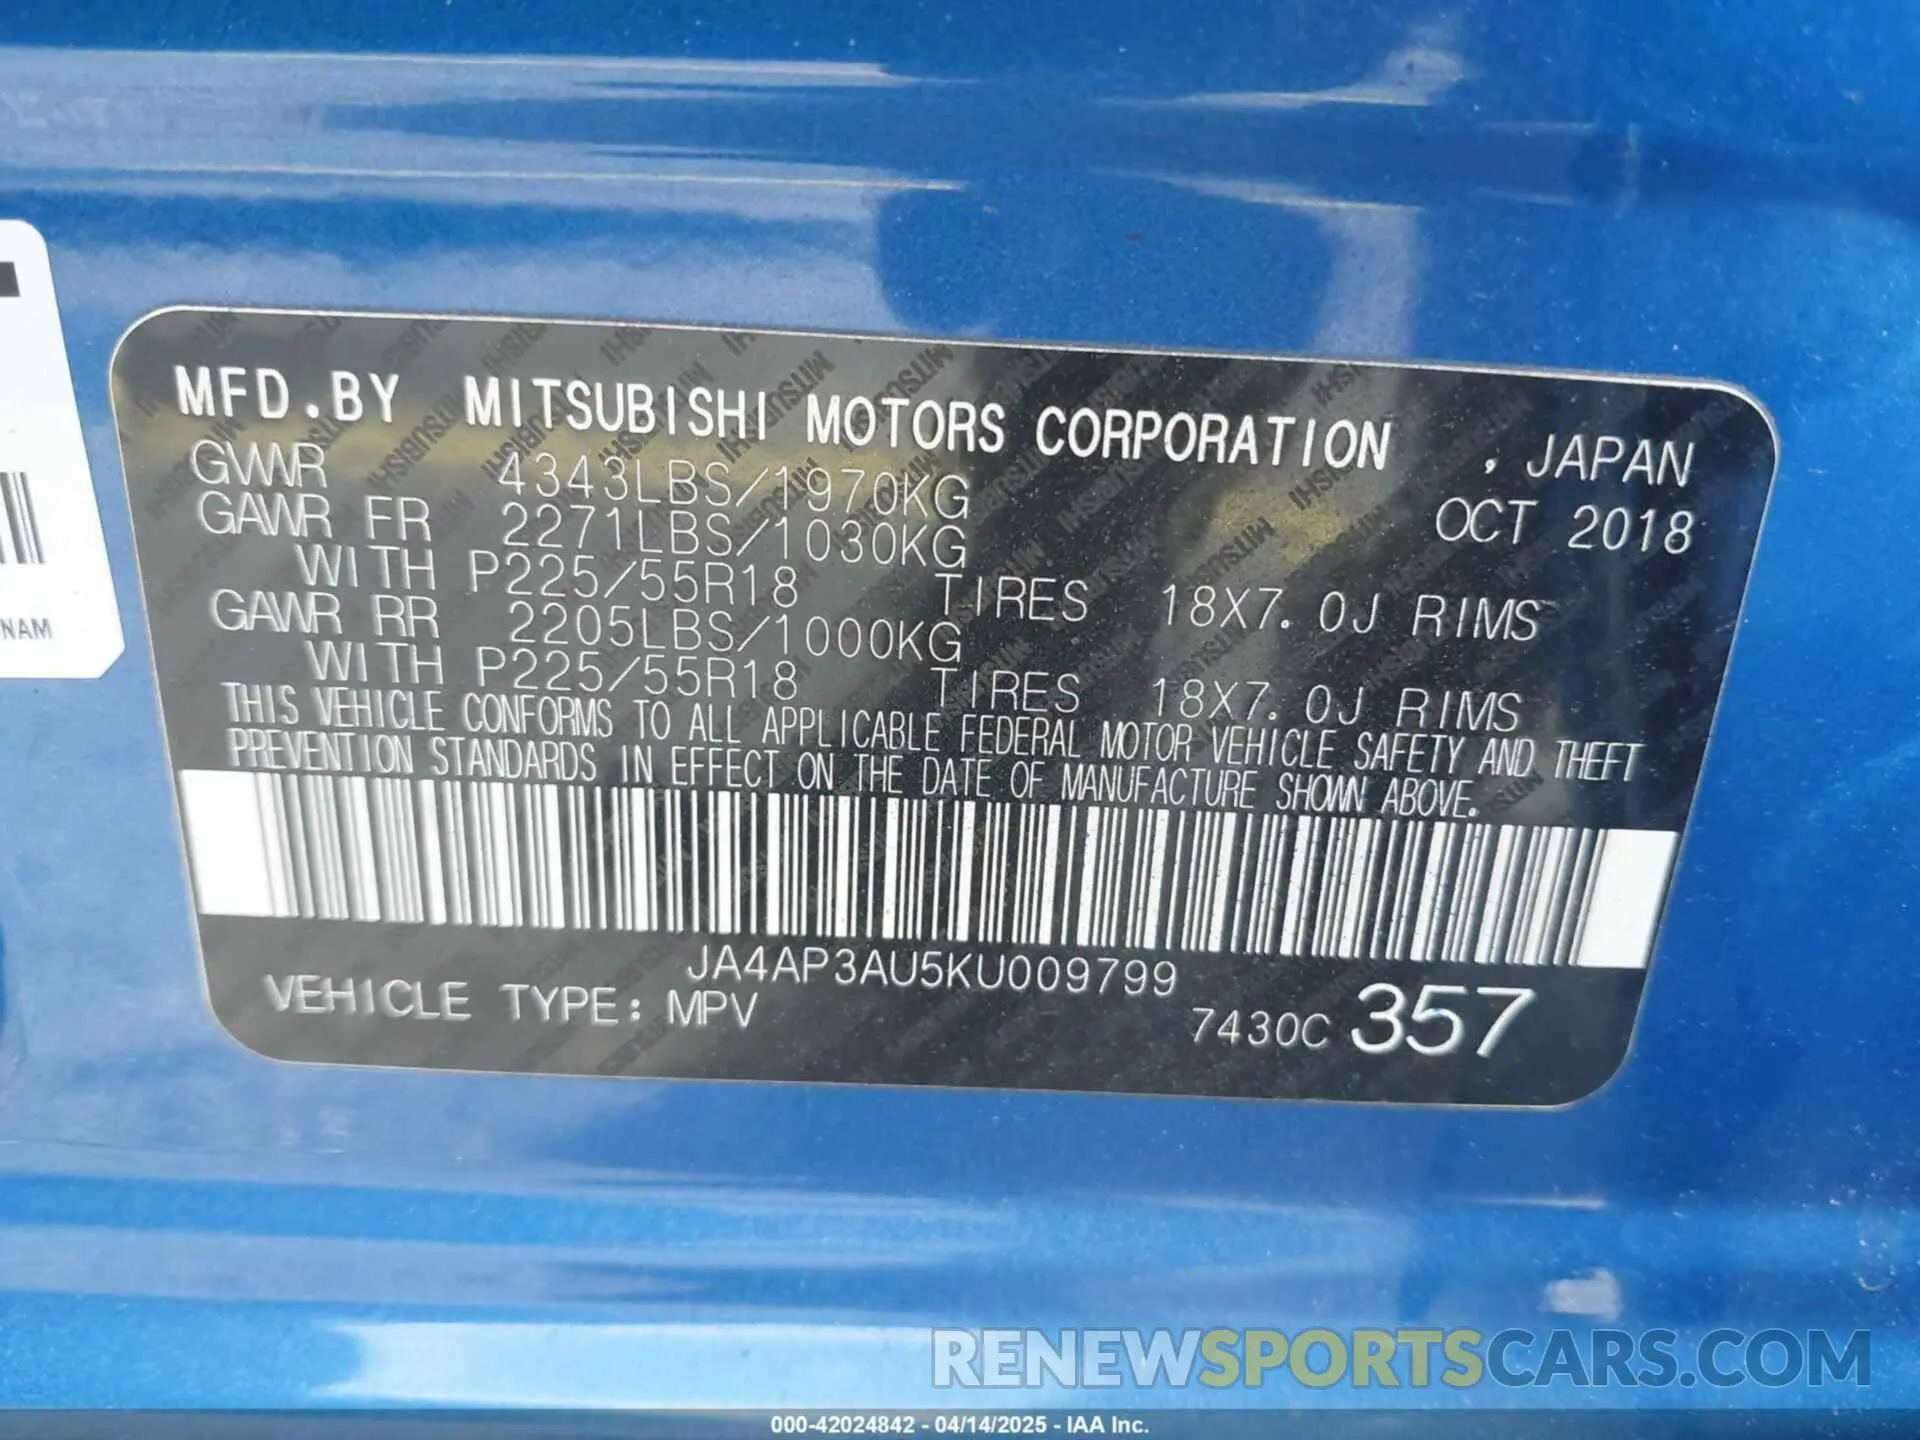 MFD.BY MITSUBISHI MOTORS CORPORATION , JAPAN
GVWR 4343LBS/1970KG OCT 2018
GAWR FR 2271LBS/1030KG
WITH P225/55R18 TIRES 18X7.0J RIMS
GAWR RR 2205LBS/1000KG
WITH P225/55R18 TIRES 18X7.0J RIMS
THIS VEHICLE CONFORMS TO ALL APPLICABLE FEDERAL MOTOR VEHICLE SAFETY AND THEFT
PREVENTION STANDARDS IN EFFECT ON THE DATE OF MANUFACTURE SHOWN ABOVE.
JA4AP3AU5KU009799
VEHICLE TYPE: MPV 7430C 357
NAM
RENEWSPORTSCARS.COM
000-42024842 - 04/14/2025 - IAA Inc.